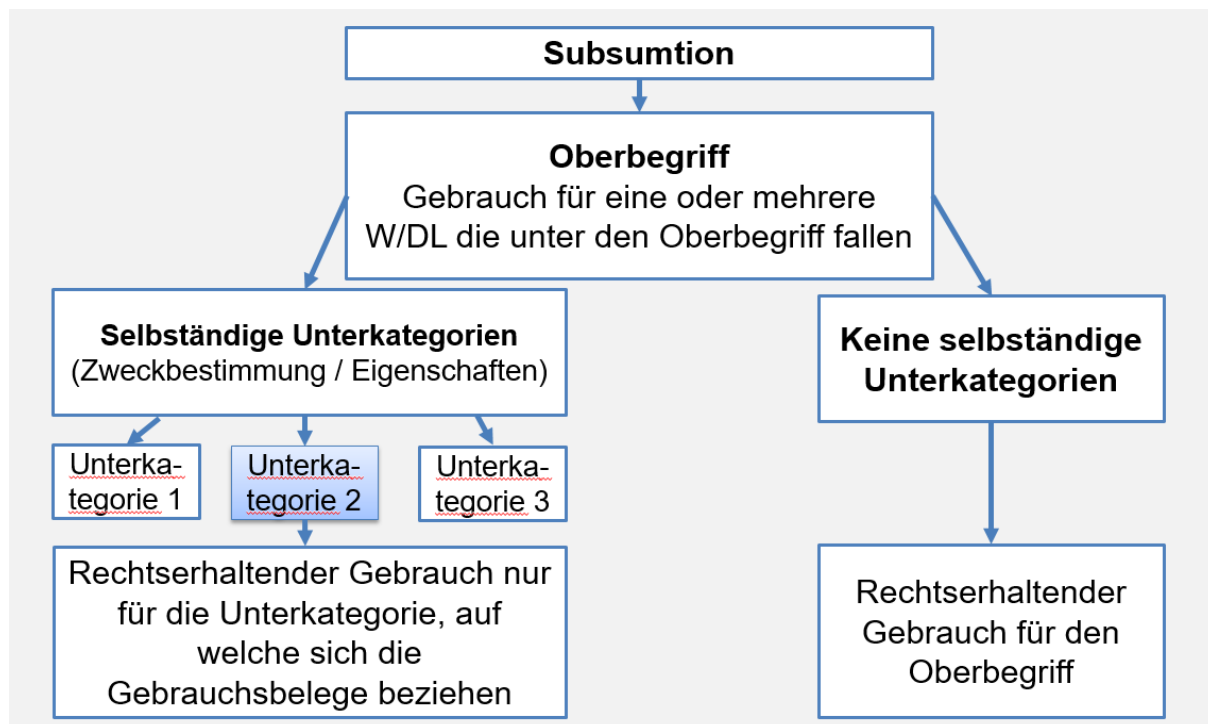 Subsumtion
Oberbegriff
Gebrauch für eine oder mehrere
W/DL die unter den Oberbegriff fallen
Selbständige Unterkategorien
(Zweckbestimmung / Eigenschaften)
Keine selbständige
Unterkategorien
Unterka-
tegorie 1
Unterka-
tegorie 2
Unterka-
tegorie 3
Rechtserhaltender Gebrauch nur
für die Unterkategorie, auf
welche sich die
Gebrauchsbelege beziehen
Rechtserhaltender
Gebrauch für den
Oberbegriff